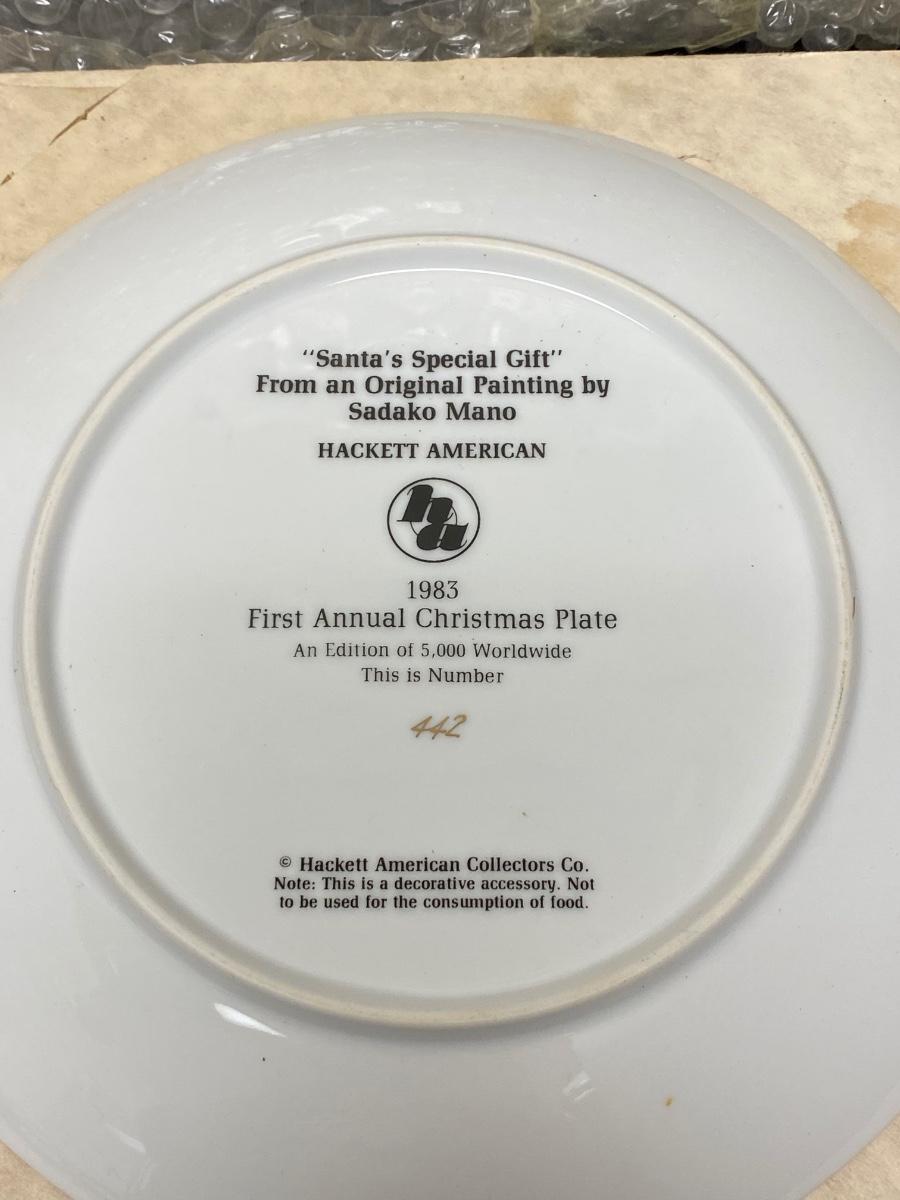 "Santa's Special Gift"
From an Original Painting by
Sadako Mano
HACKETT AMERICAN
ha
1983
First Annual Christmas Plate
An Edition of 5,000 Worldwide
This is Number
442
© Hackett American Collectors Co.
Note: This is a decorative accessory. Not
to be used for the consumption of food.